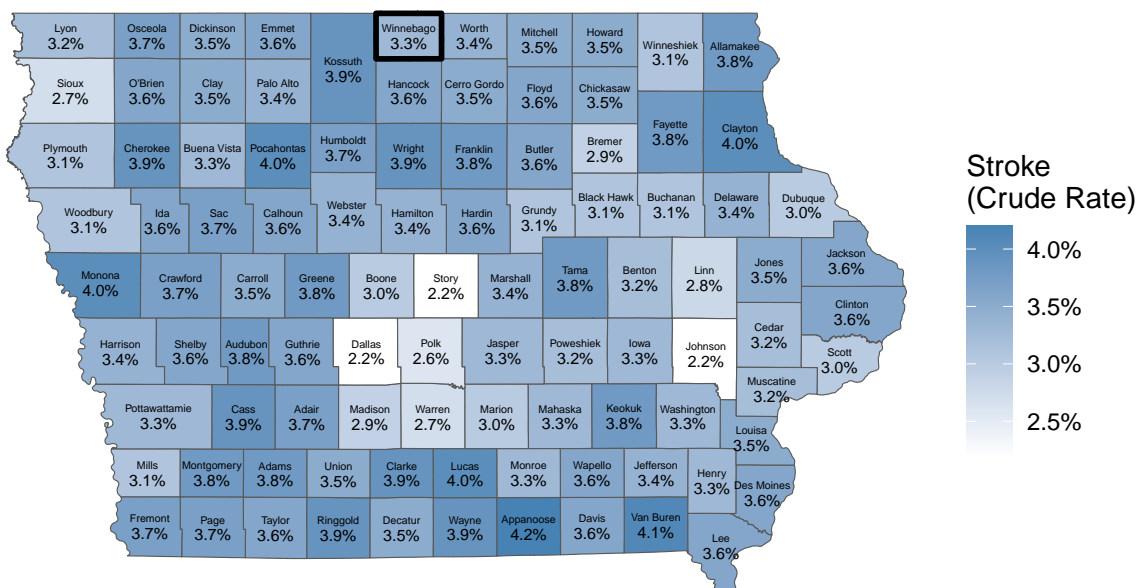 Lyon
3.2%
Osceola
3.7%
Dickinson
3.5%
Emmet
3.6%
Kossuth
3.9%
Winnebago
3.3%
Worth
3.4%
Mitchell
3.5%
Howard
3.5%
Winneshiek
3.1%
Allamakee
3.8%
Sioux
2.7%
O'Brien
3.6%
Clay
3.5%
Palo Alto
3.4%
Hancock
3.6%
Cerro Gordo
3.5%
Floyd
3.6%
Chickasaw
3.5%
Plymouth
3.1%
Cherokee
3.9%
Buena Vista
3.3%
Pocahontas
4.0%
Humboldt
3.7%
Wright
3.9%
Franklin
3.8%
Butler
3.6%
Bremer
2.9%
Fayette
3.8%
Clayton
4.0%
Woodbury
3.1%
Ida
3.6%
Sac
3.7%
Calhoun
3.6%
Webster
3.4%
Hamilton
3.4%
Hardin
3.6%
Grundy
3.1%
Black Hawk
3.1%
Buchanan
3.1%
Delaware
3.4%
Dubuque
3.0%
Monona
4.0%
Crawford
3.7%
Carroll
3.5%
Greene
3.8%
Boone
3.0%
Story
2.2%
Marshall
3.4%
Tama
3.8%
Benton
3.2%
Linn
2.8%
Jones
3.5%
Jackson
3.6%
Clinton
3.6%
Harrison
3.4%
Shelby
3.6%
Audubon
3.8%
Guthrie
3.6%
Dallas
2.2%
Polk
2.6%
Jasper
3.3%
Poweshiek
3.2%
Iowa
3.3%
Johnson
2.2%
Cedar
3.2%
Scott
3.0%
Muscatine
3.2%
Pottawattamie
3.3%
Cass
3.9%
Adair
3.7%
Madison
2.9%
Warren
2.7%
Marion
3.0%
Mahaska
3.3%
Keokuk
3.8%
Washington
3.3%
Louisa
3.5%
Mills
3.1%
Montgomery
3.8%
Adams
3.8%
Union
3.5%
Clarke
3.9%
Lucas
4.0%
Monroe
3.3%
Wapello
3.6%
Jefferson
3.4%
Henry
3.3%
Des Moines
3.6%
Fremont
3.7%
Page
3.7%
Taylor
3.6%
Ringgold
3.9%
Decatur
3.5%
Wayne
3.9%
Appanoose
4.2%
Davis
3.6%
Van Buren
4.1%
Lee
3.6%
Stroke
(Crude Rate)
4.0%
3.5%
3.0%
2.5%